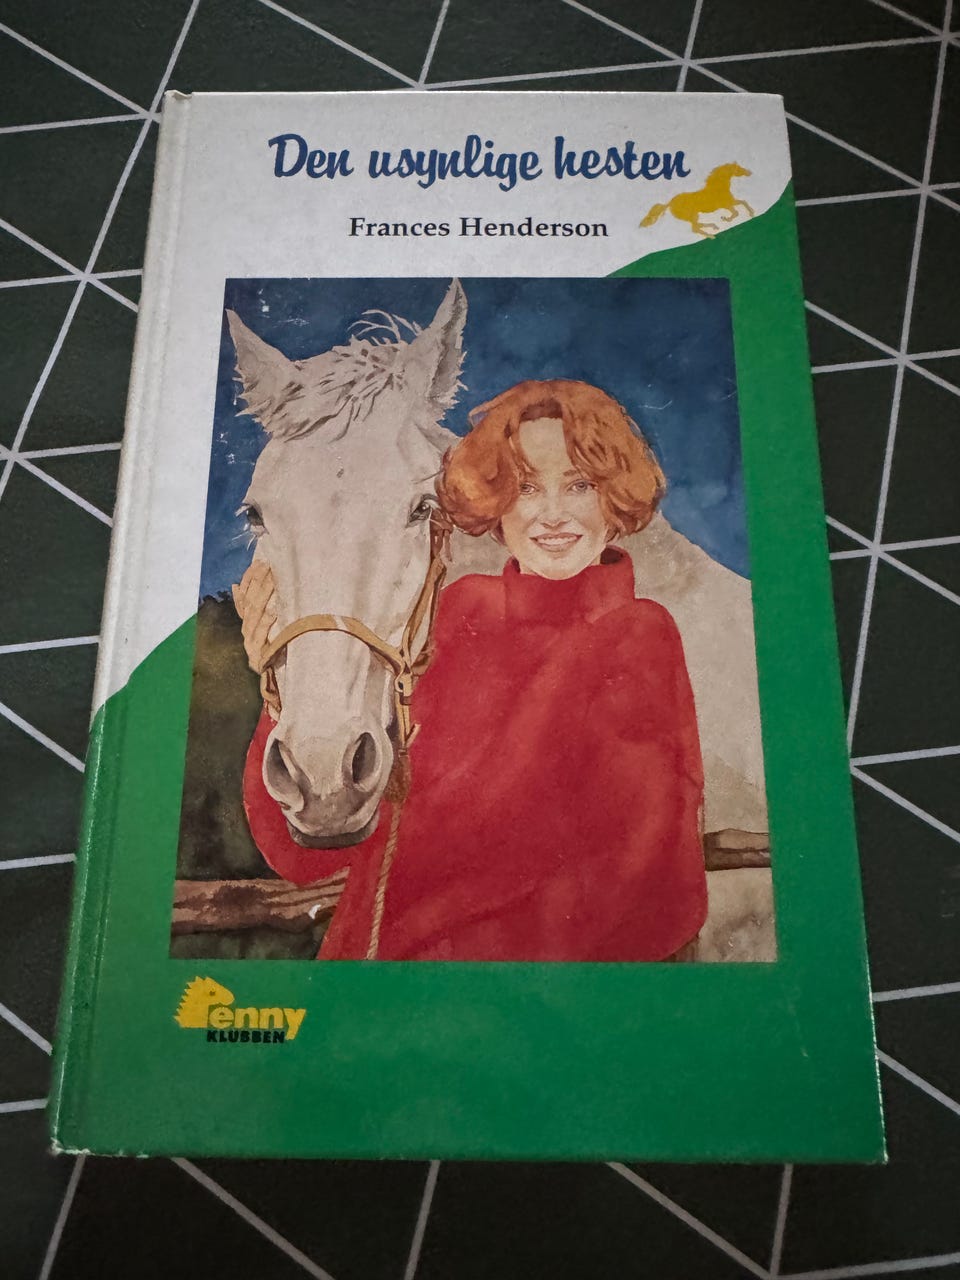 Den usynlige hesten
Frances Henderson
Penny
KLUBBEN